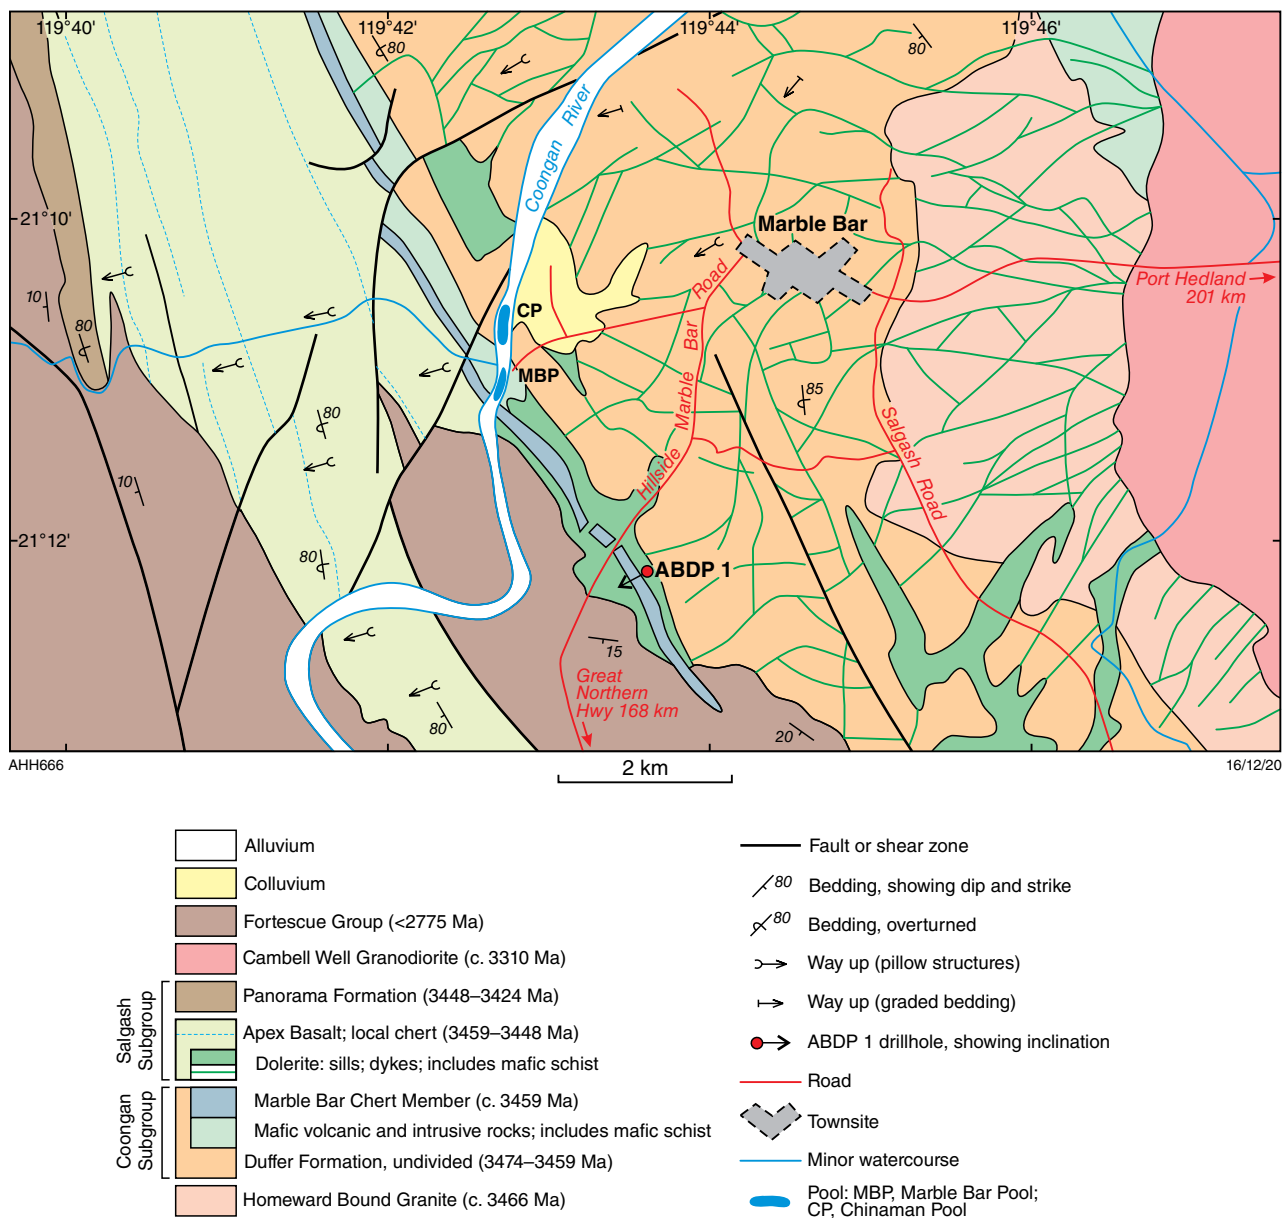 119°40'
119°42'
119°44'
119°46'
80
80
Coongan River
21°10'
Marble Bar
Port Hedland
201 km
10
80
CP
MBP
Hillside Marble Bar Road
85
80
Salgash Road
10
21°12'
80
ABDP 1
15
Great
Northern
Hwy 168 km
80
20
AHH666
2 km
16/12/20
Alluvium
Colluvium
Fortescue Group (<2775 Ma)
Cambell Well Granodiorite (c. 3310 Ma)
Salgash
Subgroup
Panorama Formation (3448–3424 Ma)
Apex Basalt; local chert (3459–3448 Ma)
Dolerite: sills; dykes; includes mafic schist
Coongan
Subgroup
Marble Bar Chert Member (c. 3459 Ma)
Mafic volcanic and intrusive rocks; includes mafic schist
Duffer Formation, undivided (3474–3459 Ma)
Homeward Bound Granite (c. 3466 Ma)
Fault or shear zone
80 Bedding, showing dip and strike
80 Bedding, overturned
Way up (pillow structures)
Way up (graded bedding)
ABDP 1 drillhole, showing inclination
Road
Townsite
Minor watercourse
Pool: MBP, Marble Bar Pool;
CP, Chinaman Pool